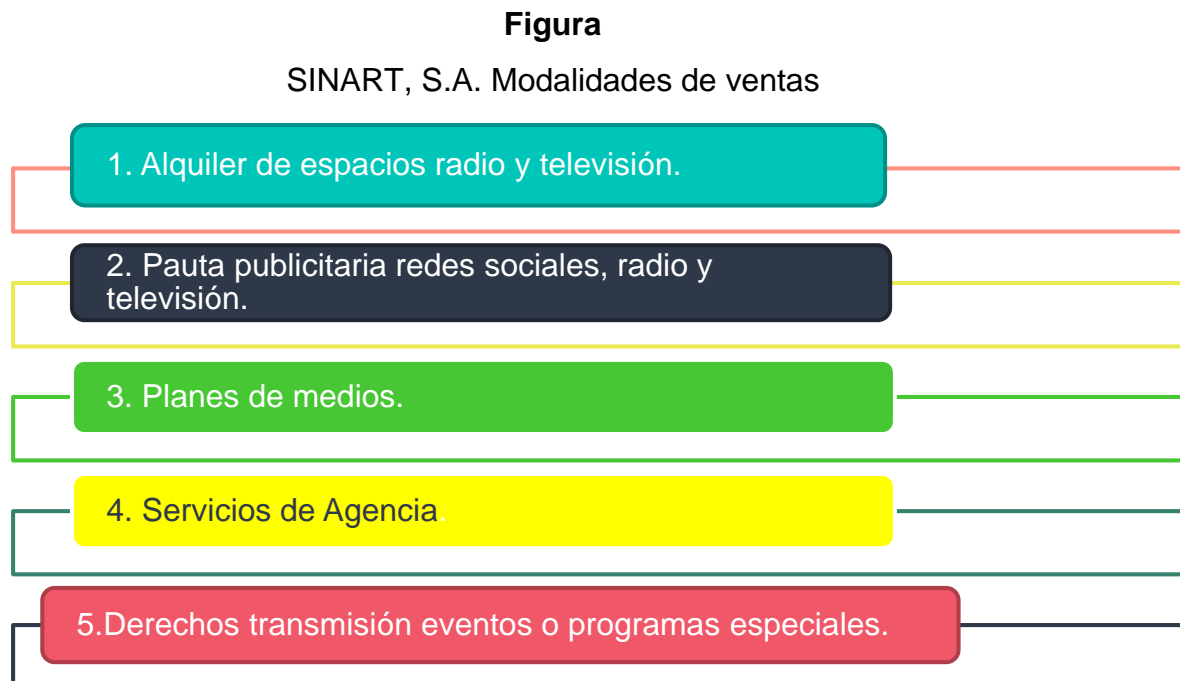 Figura
SINART, S.A. Modalidades de ventas
1. Alquiler de espacios radio y televisión.
2. Pauta publicitaria redes sociales, radio y
televisión.
3. Planes de medios.
4. Servicios de Agencia.
5.Derechos transmisión eventos o programas especiales.